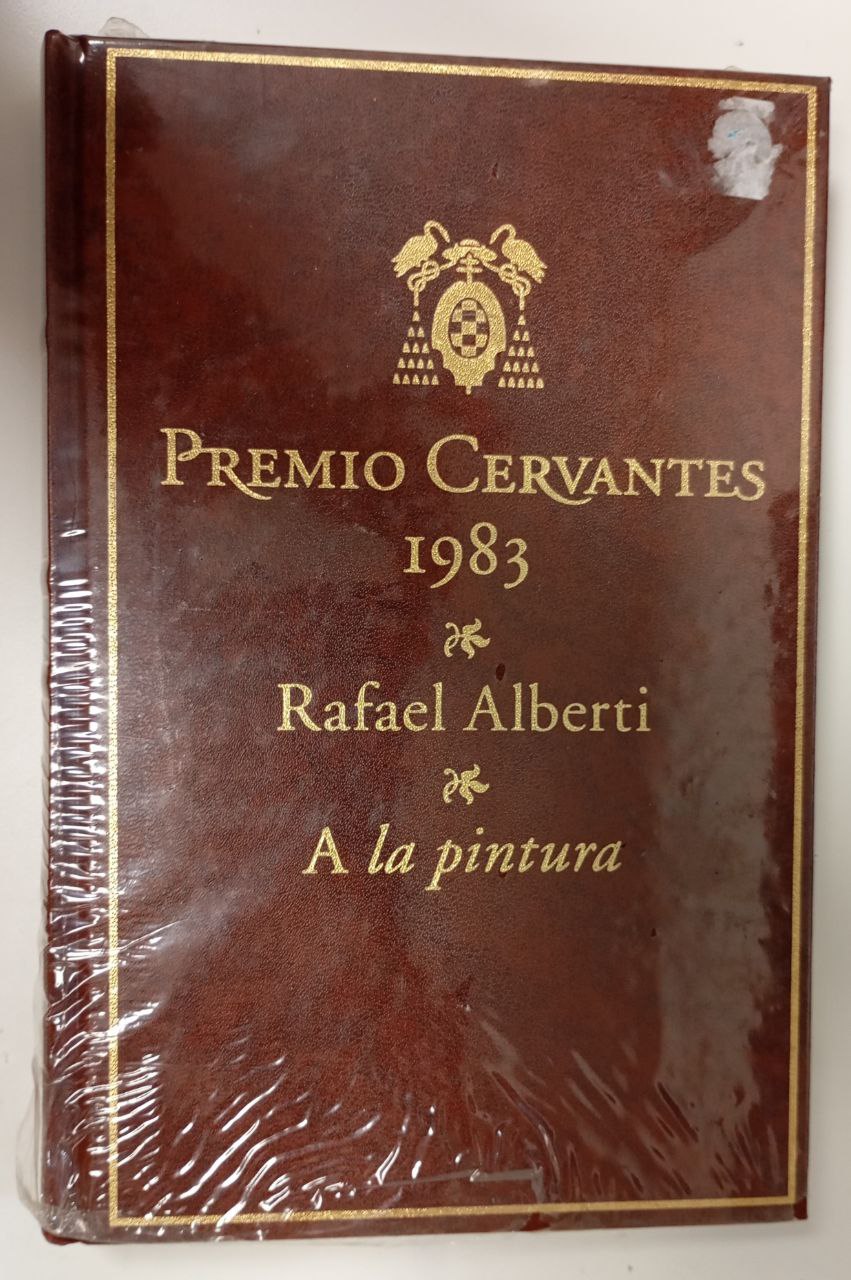 PREMIO CERVANTES
1983
Rafael Alberti
A la pintura